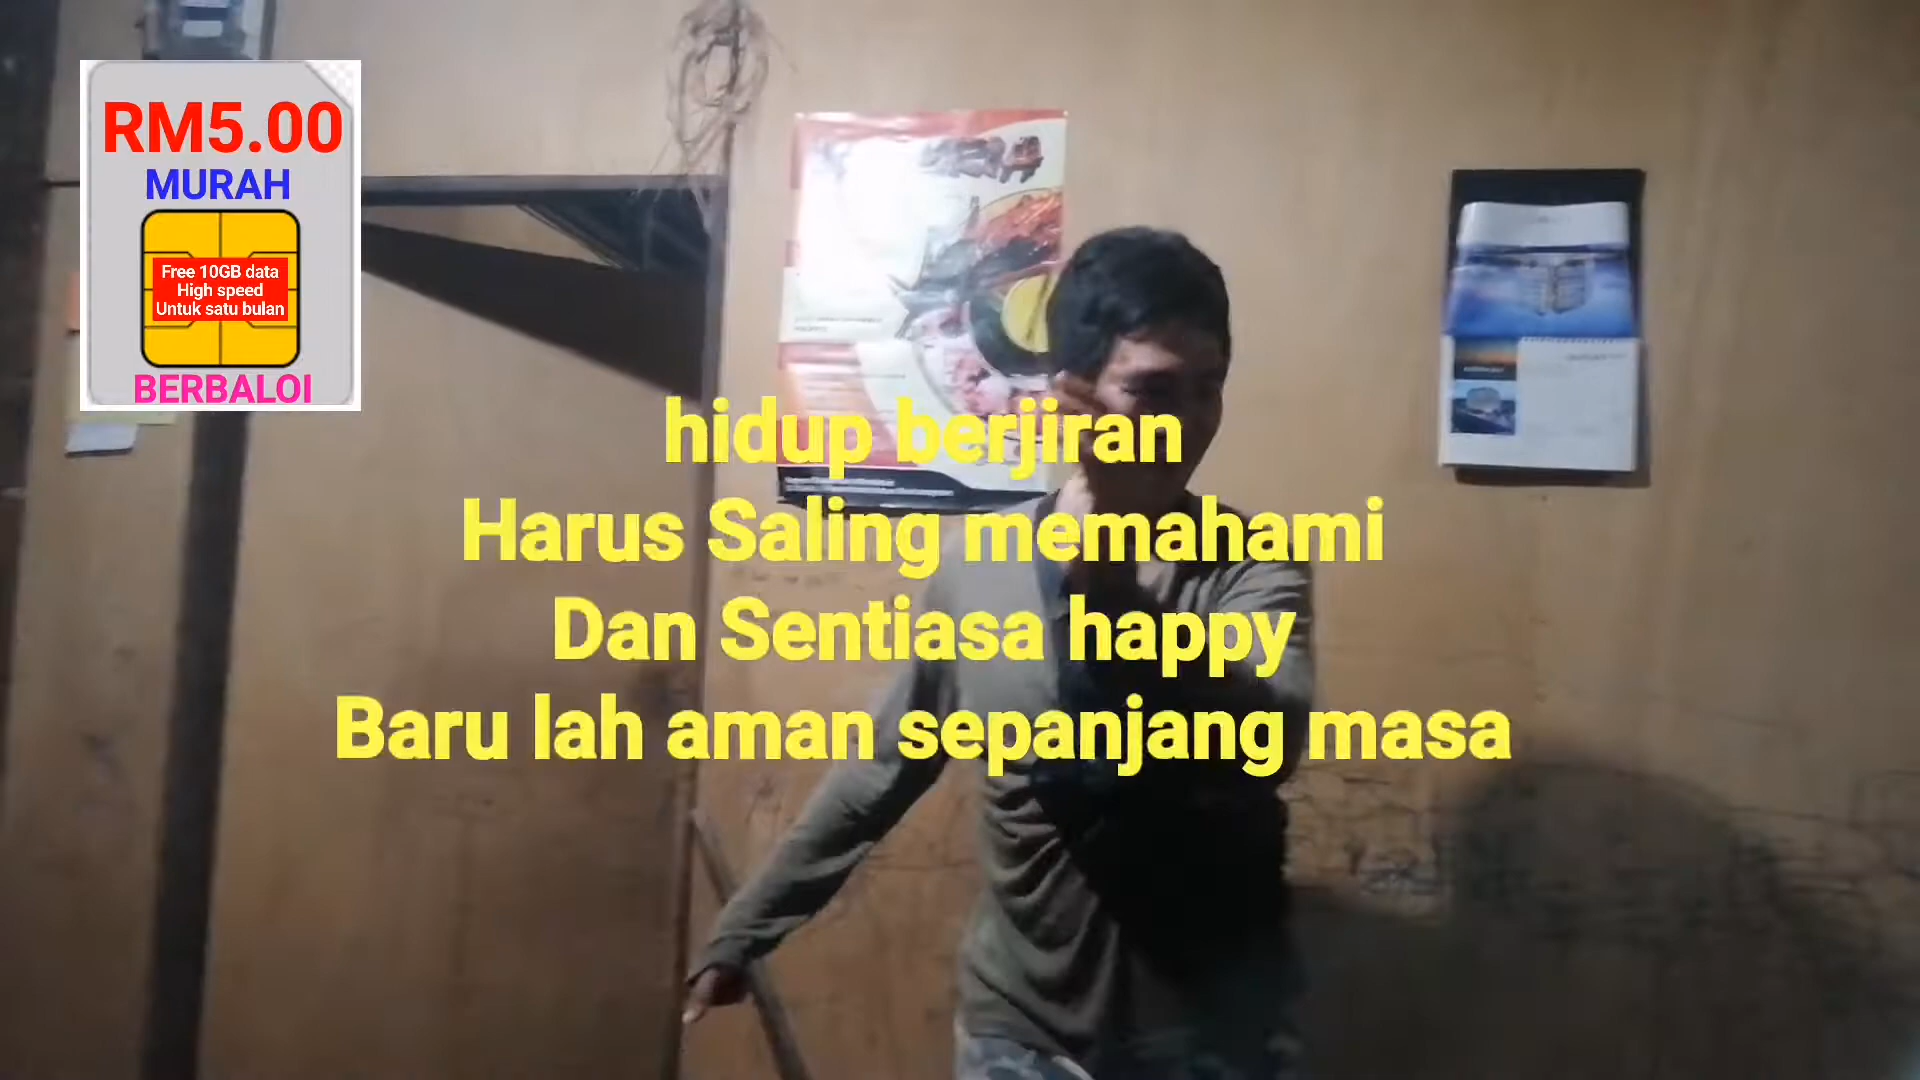 RM5.00
MURAH
Free 10GB data
High speed
Untuk satu bulan
BERBALOI
hidup berjiran
Harus Saling memahami
Dan Sentiasa happy
Baru lah aman sepanjang masa